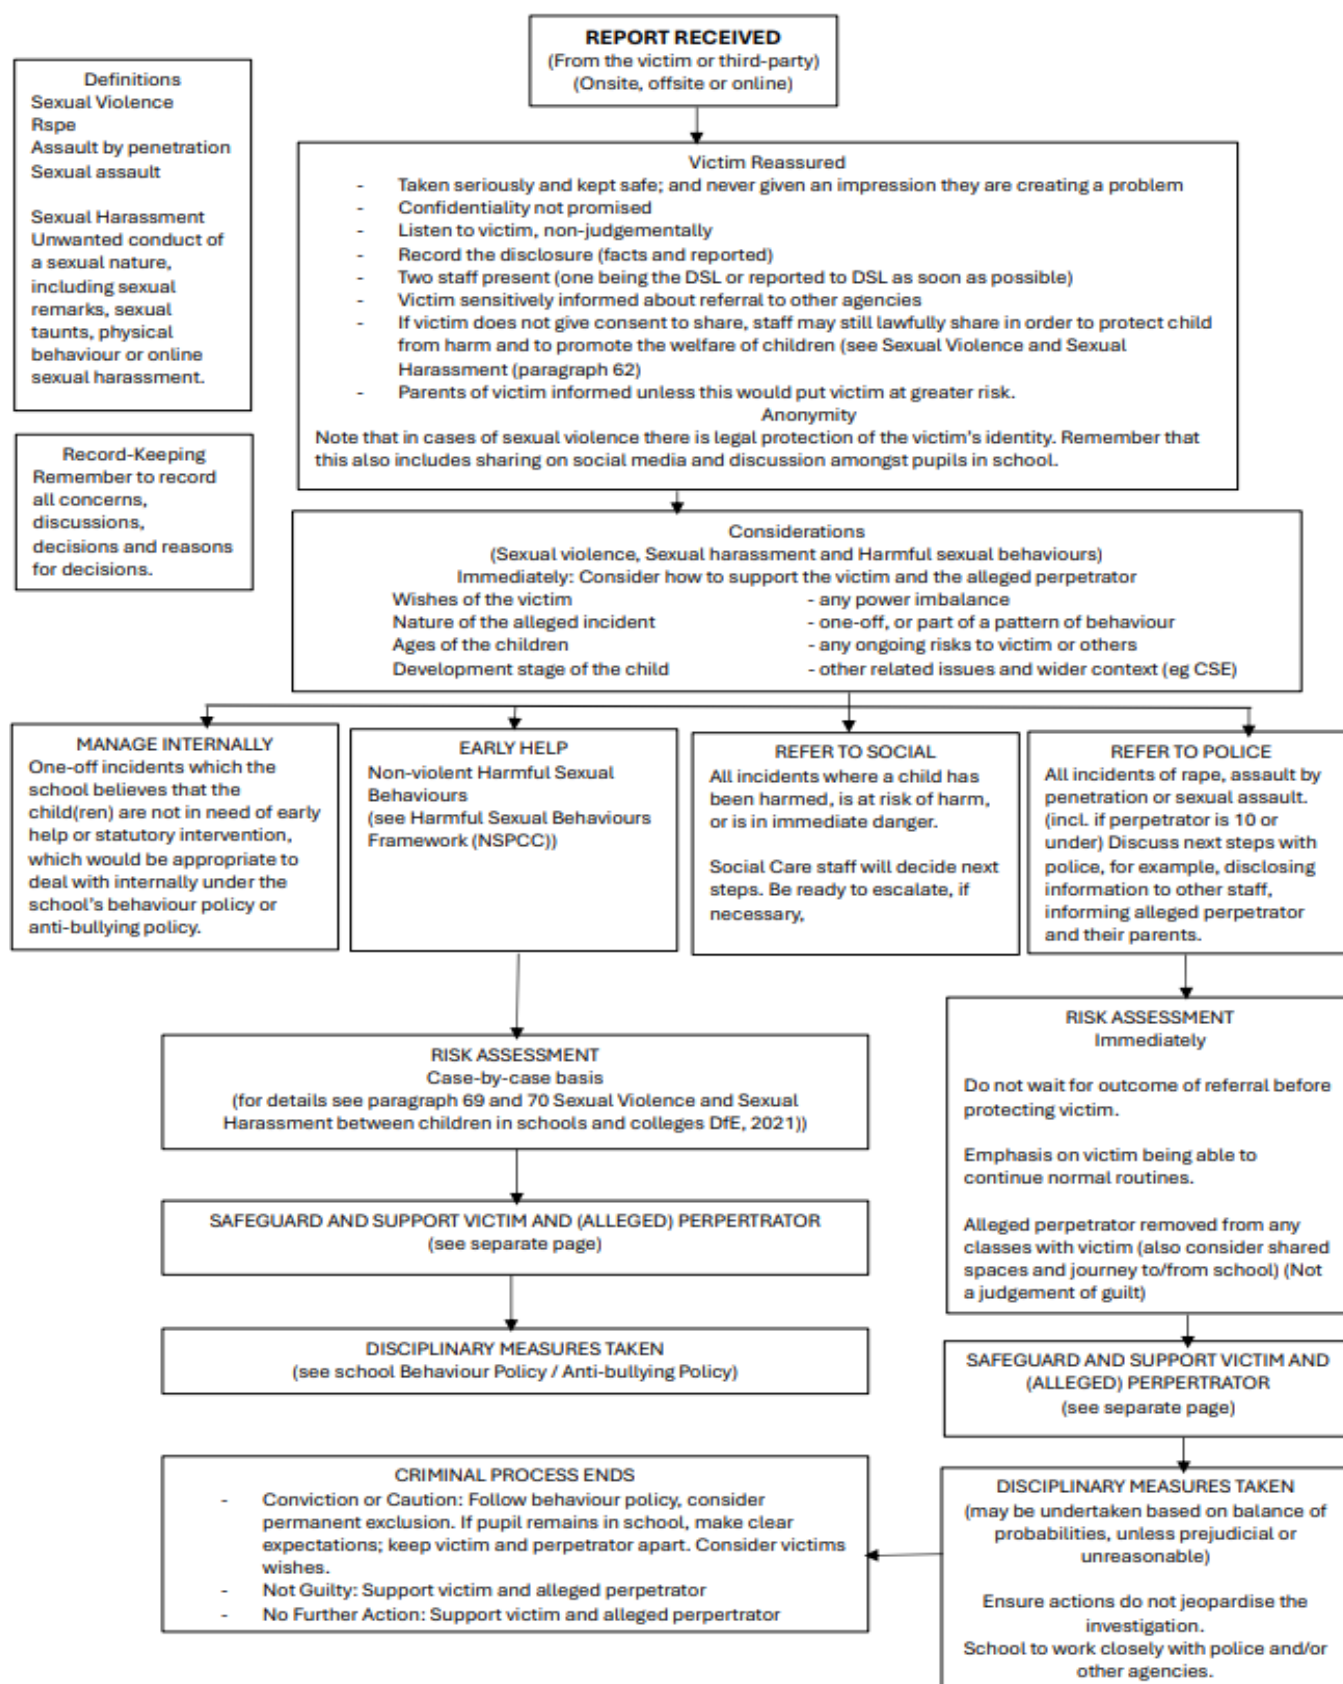 REPORT RECEIVED
(From the victim or third-party)
(Onsite, offsite or online)
Definitions
Sexual Violence
Rspe
Assault by penetration
Sexual assault
Sexual Harassment
Unwanted conduct of
a sexual nature,
including sexual
remarks, sexual
taunts, physical
behaviour or online
sexual harassment.
Record-Keeping
Remember to record
all concerns,
discussions,
decisions and reasons
for decisions.
Victim Reassured
- Taken seriously and kept safe; and never given an impression they are creating a problem
- Confidentiality not promised
- Listen to victim, non-judgementally
- Record the disclosure (facts and reported)
- Two staff present (one being the DSL or reported to DSL as soon as possible)
- Victim sensitively informed about referral to other agencies
- If victim does not give consent to share, staff may still lawfully share in order to protect child
from harm and to promote the welfare of children (see Sexual Violence and Sexual
Harassment (paragraph 62)
- Parents of victim informed unless this would put victim at greater risk.
Anonymity
Note that in cases of sexual violence there is legal protection of the victim's identity. Remember that
this also includes sharing on social media and discussion amongst pupils in school.
Considerations
(Sexual violence, Sexual harassment and Harmful sexual behaviours)
Immediately: Consider how to support the victim and the alleged perpetrator
Wishes of the victim - any power imbalance
Nature of the alleged incident - one-off, or part of a pattern of behaviour
Ages of the children - any ongoing risks to victim or others
Development stage of the child - other related issues and wider context (eg CSE)
MANAGE INTERNALLY
One-off incidents which the
school believes that the
child(ren) are not in need of early
help or statutory intervention,
which would be appropriate to
deal with internally under the
school's behaviour policy or
anti-bullying policy.
EARLY HELP
Non-violent Harmful Sexual
Behaviours
(see Harmful Sexual Behaviours
Framework (NSPCC))
REFER TO SOCIAL
All incidents where a child has
been harmed, is at risk of harm,
or is in immediate danger.
Social Care staff will decide next
steps. Be ready to escalate, if
necessary,
REFER TO POLICE
All incidents of rape, assault by
penetration or sexual assault.
(incl. if perpetrator is 10 or
under) Discuss next steps with
police, for example, disclosing
information to other staff,
informing alleged perpetrator
and their parents.
RISK ASSESSMENT
Case-by-case basis
(for details see paragraph 69 and 70 Sexual Violence and Sexual
Harassment between children in schools and colleges DfE, 2021))
SAFEGUARD AND SUPPORT VICTIM AND (ALLEGED) PERPERTRATOR
(see separate page)
DISCIPLINARY MEASURES TAKEN
(see school Behaviour Policy / Anti-bullying Policy)
RISK ASSESSMENT
Immediately
Do not wait for outcome of referral before
protecting victim.
Emphasis on victim being able to
continue normal routines.
Alleged perpetrator removed from any
classes with victim (also consider shared
spaces and journey to/from school) (Not
a judgement of guilt)
SAFEGUARD AND SUPPORT VICTIM AND
(ALLEGED) PERPERTRATOR
(see separate page)
DISCIPLINARY MEASURES TAKEN
(may be undertaken based on balance of
probabilities, unless prejudicial or
unreasonable)
Ensure actions do not jeopardise the
investigation.
School to work closely with police and/or
other agencies.
CRIMINAL PROCESS ENDS
- Conviction or Caution: Follow behaviour policy, consider
permanent exclusion. If pupil remains in school, make clear
expectations; keep victim and perpetrator apart. Consider victims
wishes.
- Not Guilty: Support victim and alleged perpetrator
- No Further Action: Support victim and alleged perpertrator